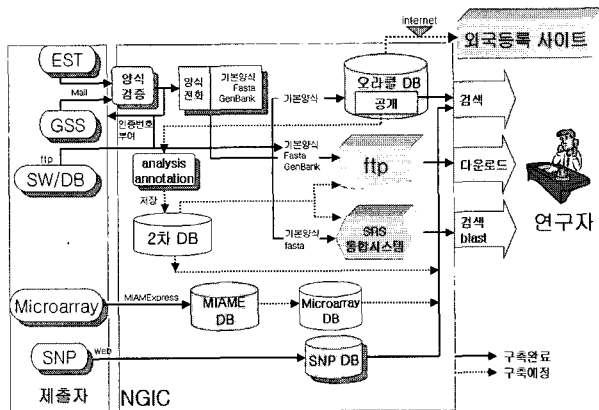 internet
외국등록 사이트
EST
Mail
GSS
ftp
SW/DB
양식
검증
인증번호
부여
양식
전화
기본양식
Fasta
GenBank
기본양식
오라클 DB
공개
검색
analysis
annotation
저장
기본양식
Fasta
GenBank
ftp
다운로드
연구자
2차 DB
기본양식
fasta
SRS
통합시스템
검색
blast
Microarray
MIAMExpress
MIAME
DB
Microarray
DB
SNP
Web
SNP DB
구축완료
구축예정
제출자
NGIC